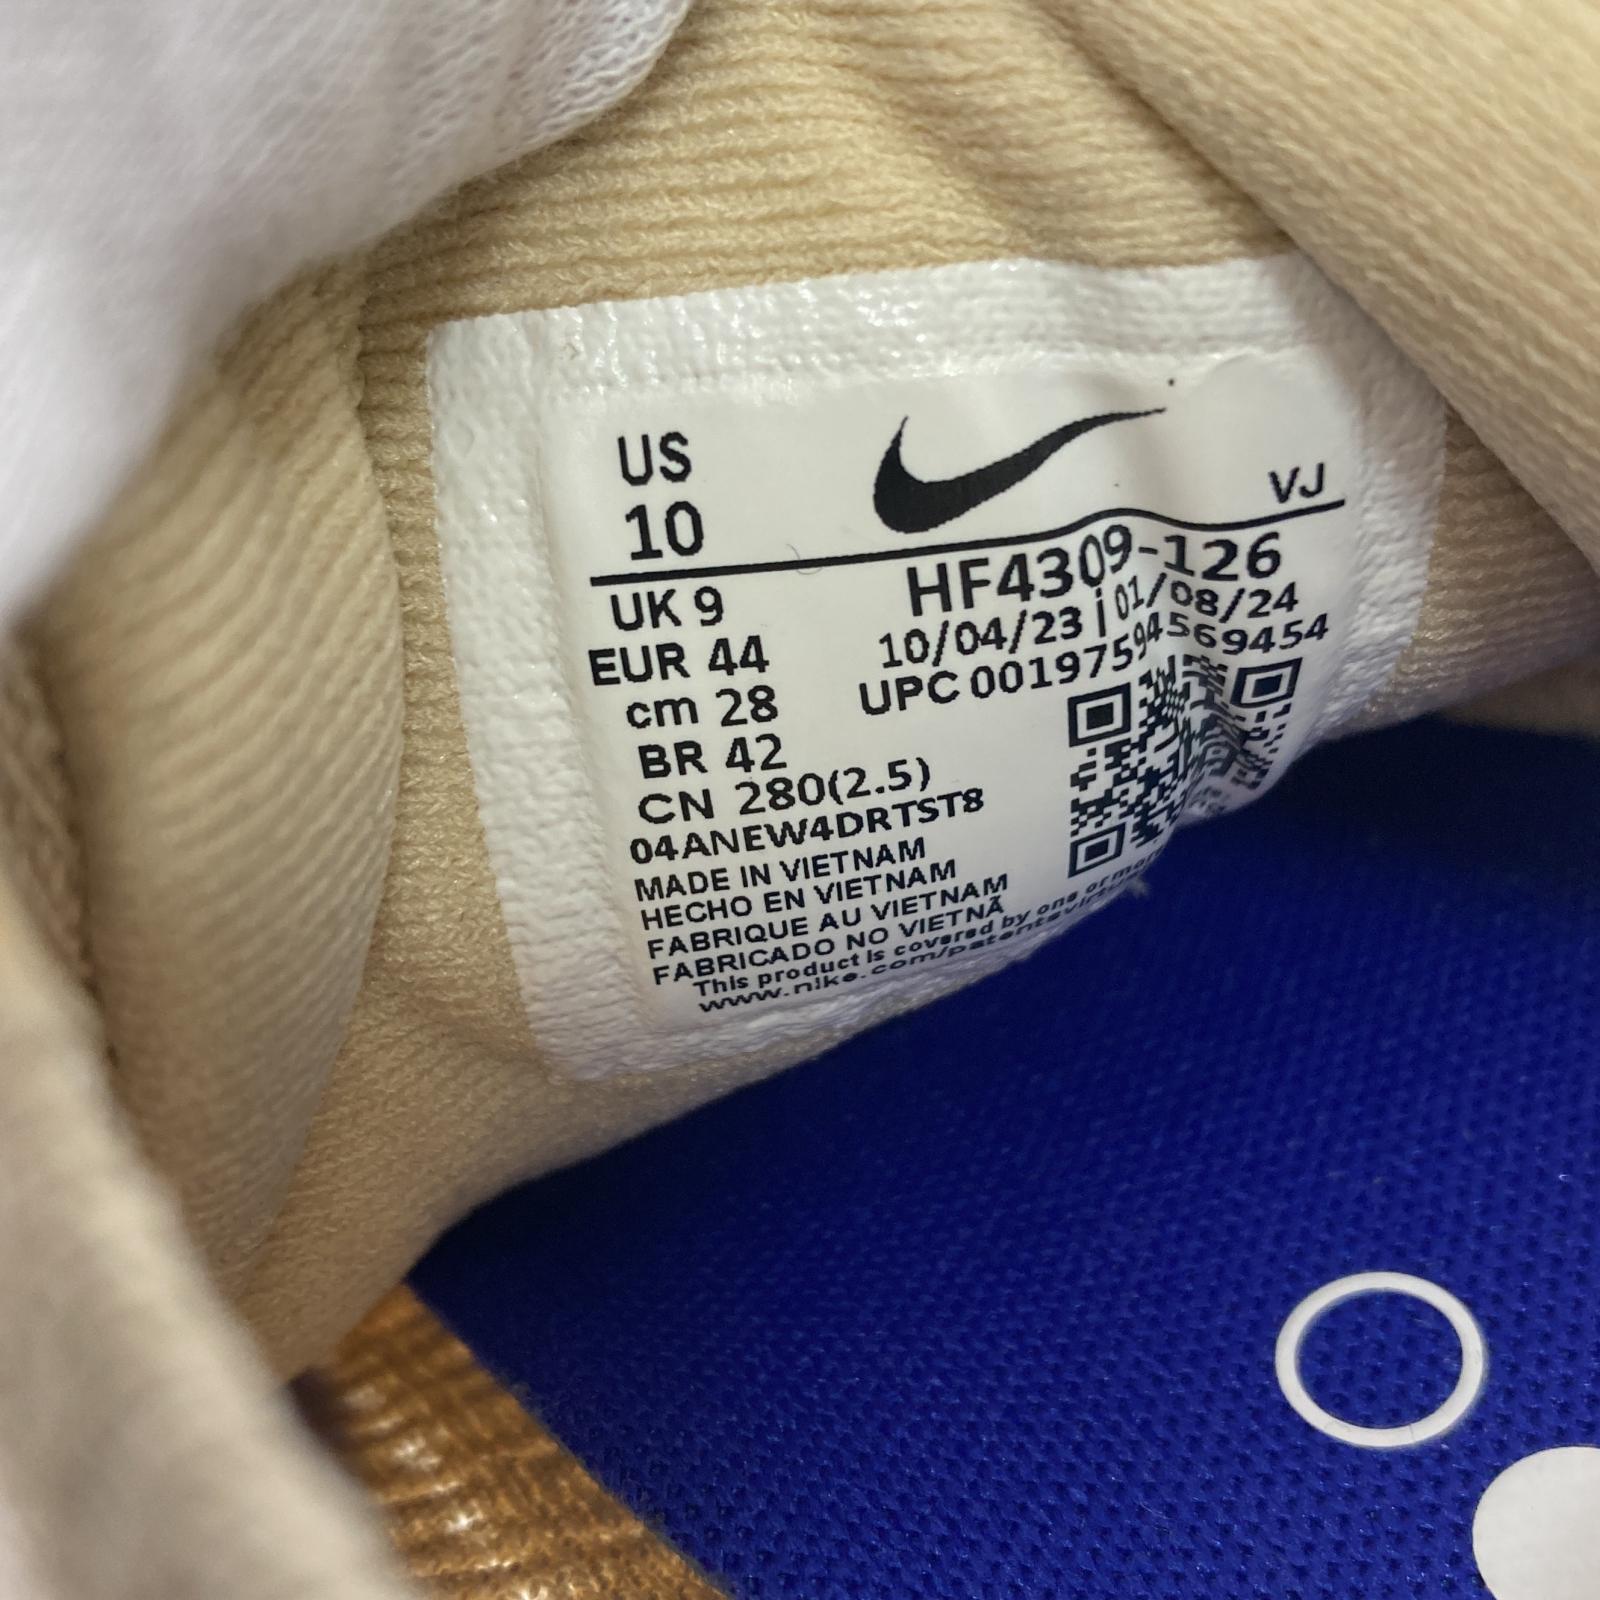 US
10
VJ
UK 9
EUR 44
cm 28
BR 42
CN 280(2.5)
HF4309-126
10/04/23 | 01/08/24
UPC 00197594569454
04ANEW4DRTST8
MADE IN VIETNAM
HECHO EN VIETNAM
FABRIQUE AU VIETNAM
FABRICADO NO VIETNÃ
This product is covered by one or more
www.nike.com/patents